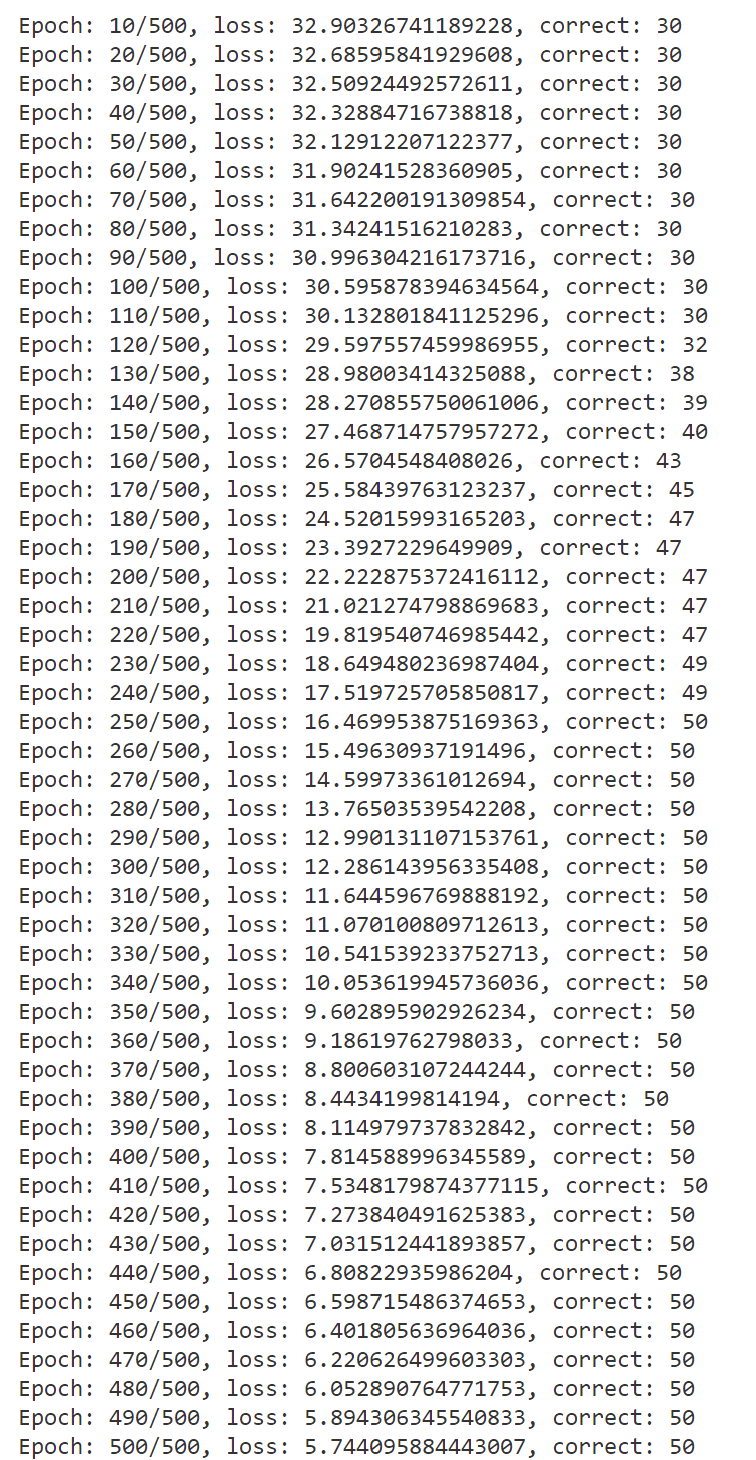 Epoch: 10/500, loss: 32.90326741189228, correct: 30
Epoch: 20/500, loss: 32.68595841929608, correct: 30
Epoch: 30/500, loss: 32.50924492572611, correct: 30
Epoch: 40/500, loss: 32.32884716738818, correct: 30
Epoch: 50/500, loss: 32.12912207122377, correct: 30
Epoch: 60/500, loss: 31.90241528360905, correct: 30
Epoch: 70/500, loss: 31.642200191309854, correct: 30
Epoch: 80/500, loss: 31.34241516210283, correct: 30
Epoch: 90/500, loss: 30.996304216173716, correct: 30
Epoch: 100/500, loss: 30.595878394634564, correct: 30
Epoch: 110/500, loss: 30.132801841125296, correct: 30
Epoch: 120/500, loss: 29.597557459986955, correct: 32
Epoch: 130/500, loss: 28.98003414325088, correct: 38
Epoch: 140/500, loss: 28.270855750061006, correct: 39
Epoch: 150/500, loss: 27.468714757957272, correct: 40
Epoch: 160/500, loss: 26.5704548408026, correct: 43
Epoch: 170/500, loss: 25.58439763123237, correct: 45
Epoch: 180/500, loss: 24.52015993165203, correct: 47
Epoch: 190/500, loss: 23.3927229649909, correct: 47
Epoch: 200/500, loss: 22.222875372416112, correct: 47
Epoch: 210/500, loss: 21.021274798869683, correct: 47
Epoch: 220/500, loss: 19.819540746985442, correct: 47
Epoch: 230/500, loss: 18.649480236987404, correct: 49
Epoch: 240/500, loss: 17.519725705850817, correct: 49
Epoch: 250/500, loss: 16.469953875169363, correct: 50
Epoch: 260/500, loss: 15.49630937191496, correct: 50
Epoch: 270/500, loss: 14.59973361012694, correct: 50
Epoch: 280/500, loss: 13.76503539542208, correct: 50
Epoch: 290/500, loss: 12.990131107153761, correct: 50
Epoch: 300/500, loss: 12.286143956335408, correct: 50
Epoch: 310/500, loss: 11.644596769888192, correct: 50
Epoch: 320/500, loss: 11.070100809712613, correct: 50
Epoch: 330/500, loss: 10.541539233752713, correct: 50
Epoch: 340/500, loss: 10.053619945736036, correct: 50
Epoch: 350/500, loss: 9.602895902926234, correct: 50
Epoch: 360/500, loss: 9.18619762798033, correct: 50
Epoch: 370/500, loss: 8.800603107244244, correct: 50
Epoch: 380/500, loss: 8.4434199814194, correct: 50
Epoch: 390/500, loss: 8.114979737832842, correct: 50
Epoch: 400/500, loss: 7.814588996345589, correct: 50
Epoch: 410/500, loss: 7.5348179874377115, correct: 50
Epoch: 420/500, loss: 7.273840491625383, correct: 50
Epoch: 430/500, loss: 7.031512441893857, correct: 50
Epoch: 440/500, loss: 6.80822935986204, correct: 50
Epoch: 450/500, loss: 6.598715486374653, correct: 50
Epoch: 460/500, loss: 6.401805636964036, correct: 50
Epoch: 470/500, loss: 6.220626499603303, correct: 50
Epoch: 480/500, loss: 6.052890764771753, correct: 50
Epoch: 490/500, loss: 5.894306345540833, correct: 50
Epoch: 500/500, loss: 5.744095884443007, correct: 50